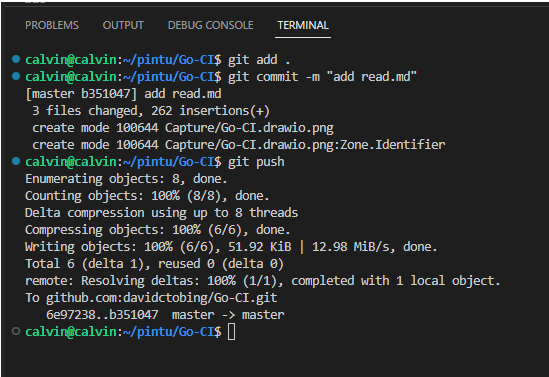 PROBLEMS OUTPUT DEBUG CONSOLE TERMINAL
calvin@calvin:~/pintu/Go-CI$ git add .
calvin@calvin:~/pintu/Go-CI$ git commit -m "add read.md"
[master b351047] add read.md
3 files changed, 262 insertions(+)
create mode 100644 Capture/Go-CI.drawio.png
create mode 100644 Capture/Go-CI.drawio.png:Zone.Identifier
calvin@calvin:~/pintu/Go-CI$ git push
Enumerating objects: 8, done.
Counting objects: 100% (8/8), done.
Delta compression using up to 8 threads
Compressing objects: 100% (6/6), done.
Writing objects: 100% (6/6), 51.92 KiB | 12.98 MiB/s, done.
Total 6 (delta 1), reused 0 (delta 0)
remote: Resolving deltas: 100% (1/1), completed with 1 local object.
To github.com:davidctobing/Go-CI.git
6e97238..b351047  master -> master
calvin@calvin:~/pintu/Go-CI$